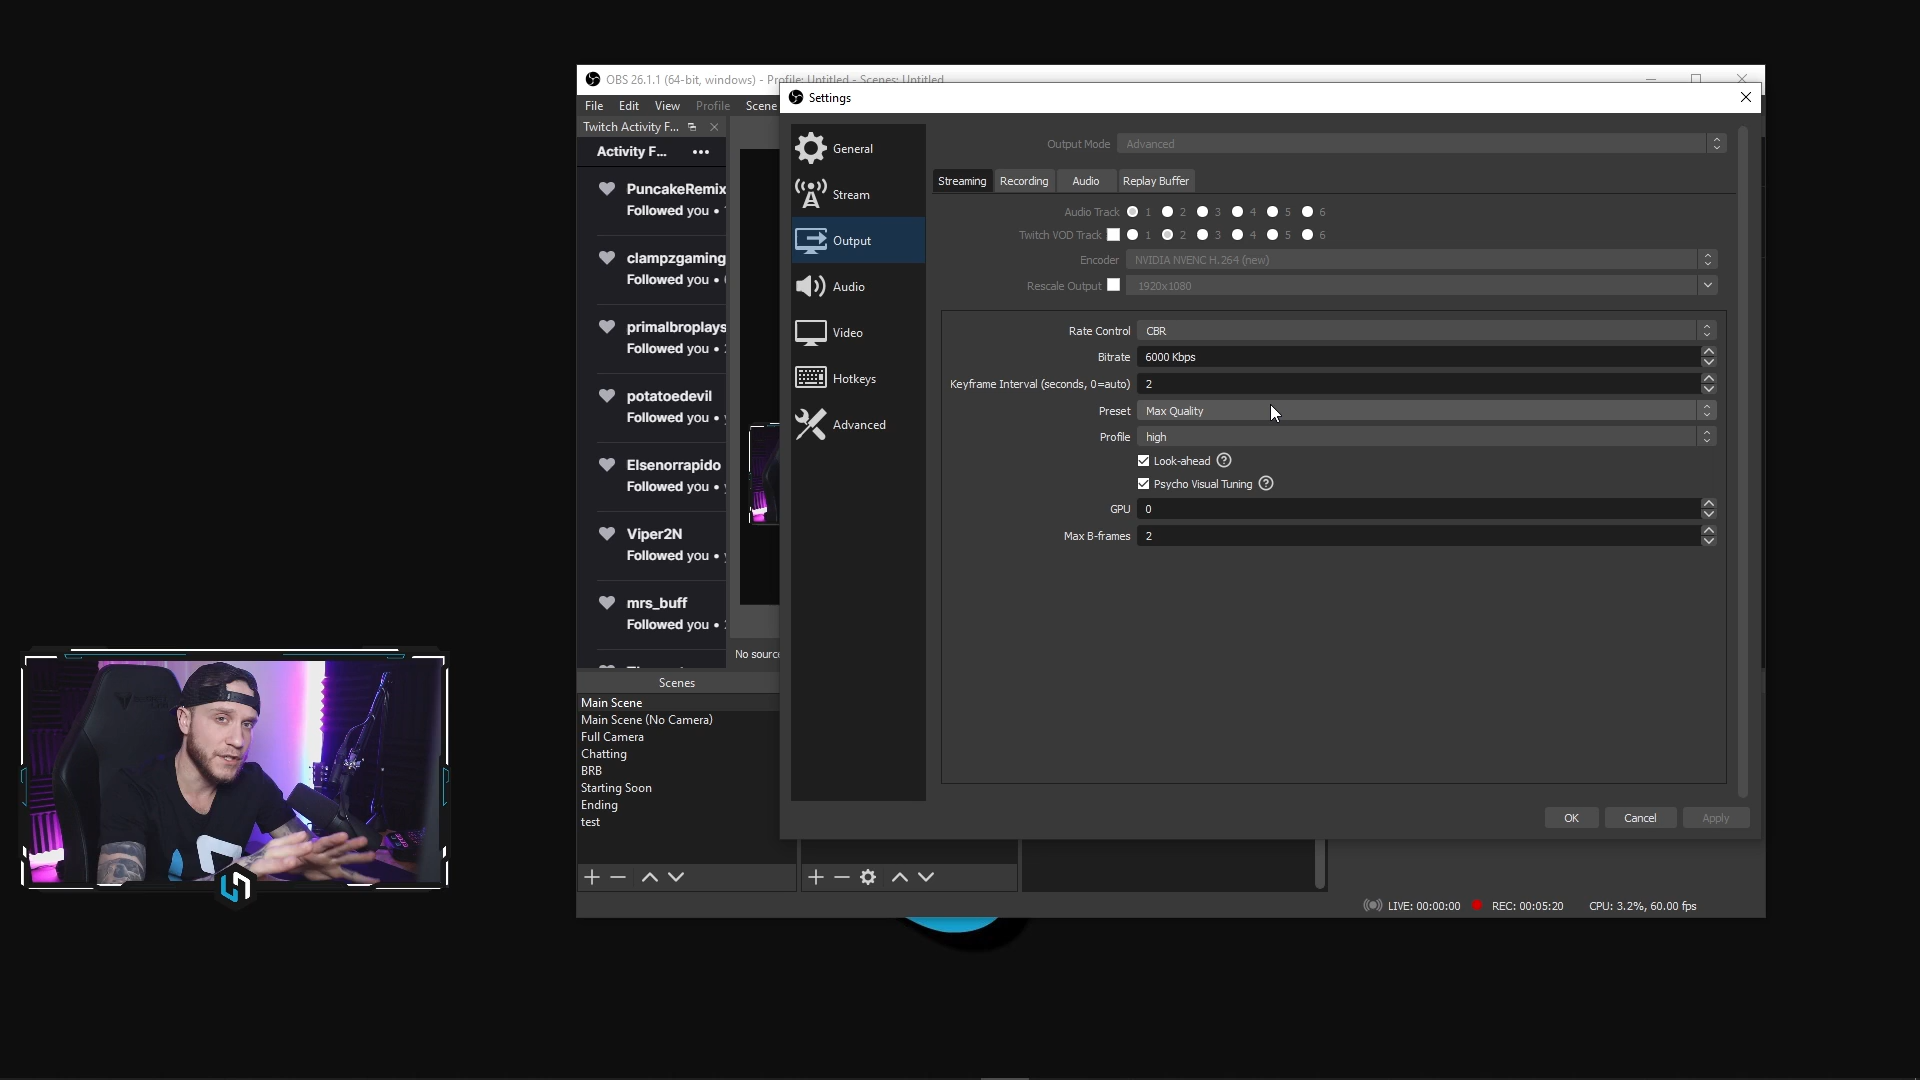 OBS 26.1.1 (64-bit, windows) - Profile: Untitled - Scenes: Untitled
File Edit View Profile Scene
Twitch Activity F...
Activity F...
PuncakeRemix
Followed you •
clampzgaming
Followed you •
primalbroplays
Followed you •
potatoedevil
Followed you •
Elsenorrapido
Followed you •
Viper2N
Followed you •
mrs_buff
Followed you •
No source
Scenes
Main Scene
Main Scene (No Camera)
Full Camera
Chatting
BRB
Starting Soon
Ending
test
Settings
General
Stream
Output
Audio
Video
Hotkeys
Advanced
Output Mode Advanced
Streaming Recording Audio Replay Buffer
Audio Track 1 2 3 4 5 6
Twitch VOD Track 1 2 3 4 5 6
Encoder NVIDIA NVENC H.264 (new)
Rescale Output 1920x1080
Rate Control CBR
Bitrate 6000 Kbps
Keyframe Interval (seconds, 0=auto) 2
Preset Max Quality
Profile high
Look-ahead ?
Psycho Visual Tuning ?
GPU 0
Max B-frames 2
OK Cancel Apply
LIVE: 00:00:00 REC: 00:05:20 CPU: 3.2%, 60.00 fps